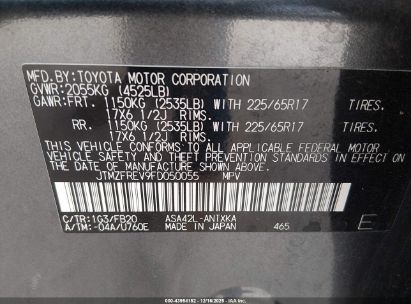 MFD.BY:TOYOTA MOTOR CORPORATION
GVWR:2055KG (4525LB)
GAWR:FRT. 1150KG (2535LB) WITH 225/65R17 TIRES.
17X6 1/2J RIMS.
RR. 1150KG (2535LB) WITH 225/65R17 TIRES.
17X6 1/2J RIMS.
THIS VEHICLE CONFORMS TO ALL APPLICABLE FEDERAL MOTOR
VEHICLE SAFETY AND THEFT PREVENTION STANDARDS IN
EFFECT ON THE DATE OF MANUFACTURE SHOWN ABOVE.
JTMZFREV9FD050055 MPV
C/TR:1G3/FB20 ASA42L-ANTXKA
A/TM:-04A/U760E MADE IN JAPAN 465 E